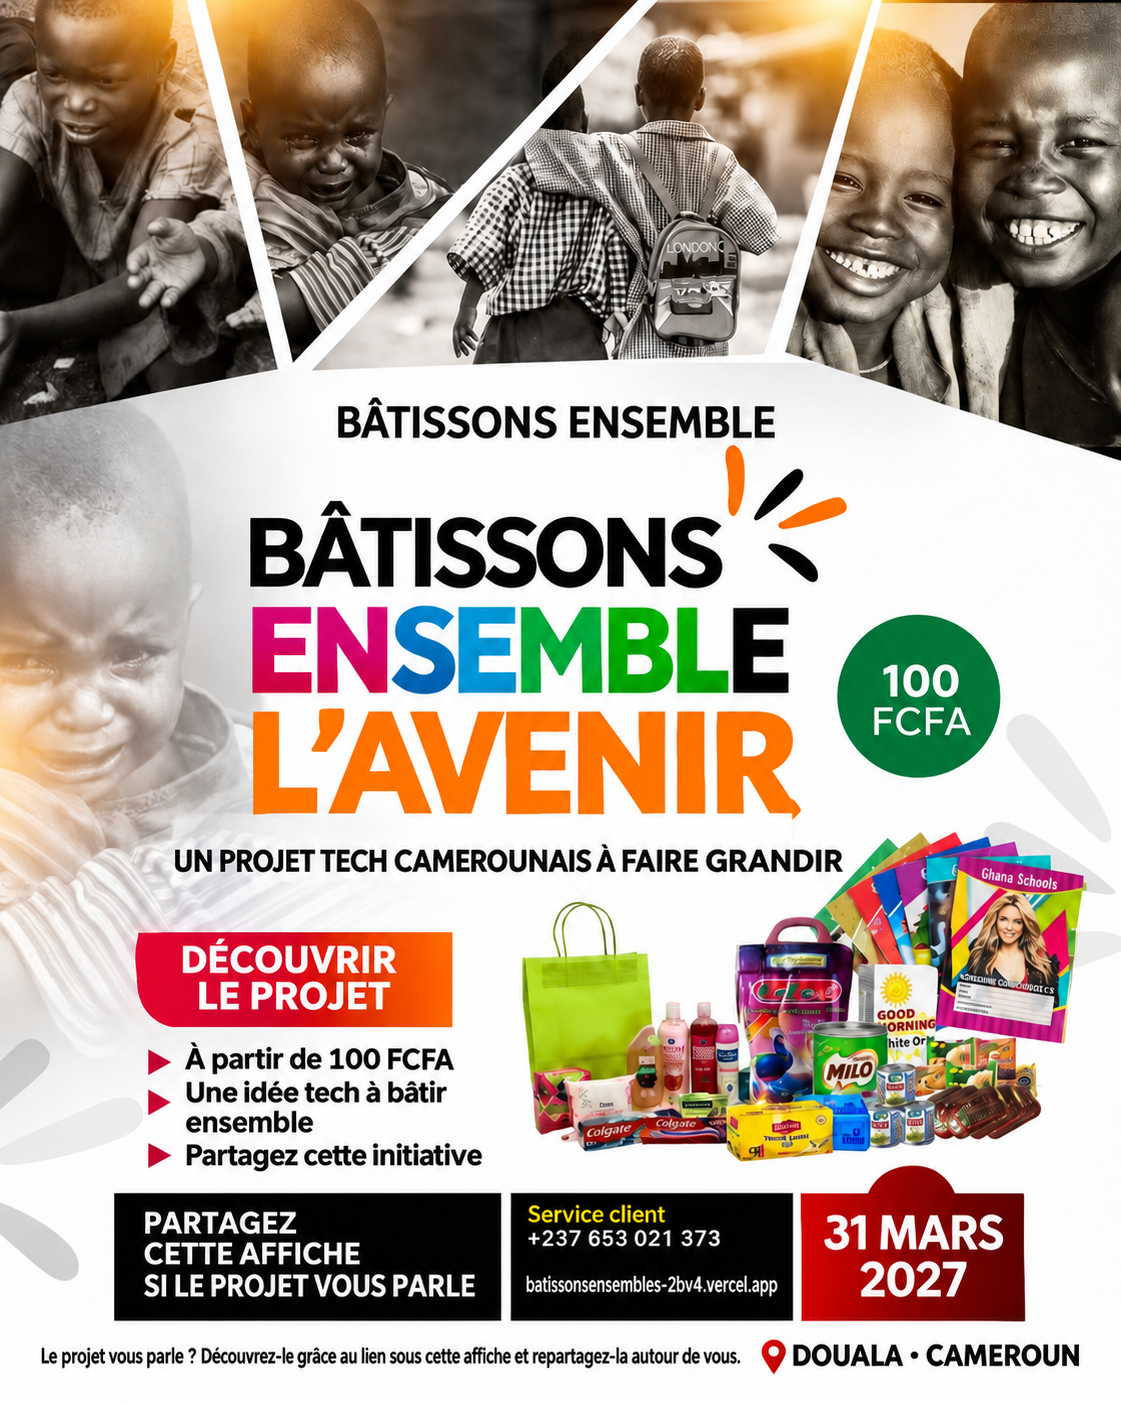 LONDON
BÂTISSONS ENSEMBLE
BÂTISSONS
ENSEMBLE
L'AVENIR
100
FCFA
UN PROJET TECH CAMEROUNAIS À FAIRE GRANDIR
DÉCOUVRIR
LE PROJET
À partir de 100 FCFA
Une idée tech à bâtir
ensemble
Partagez cette initiative
Ghana Schools
GOOD
MORNING
MILO
Colgate
Colgate
PARTAGEZ
CETTE AFFICHE
SI LE PROJET VOUS PARLE
Service client
+237 653 021 373
batissonsensembles-2bv4.vercel.app
31 MARS
2027
Le projet vous parle ? Découvrez-le grâce au lien sous cette affiche et repartagez-la autour de vous.
DOUALA • CAMEROUN